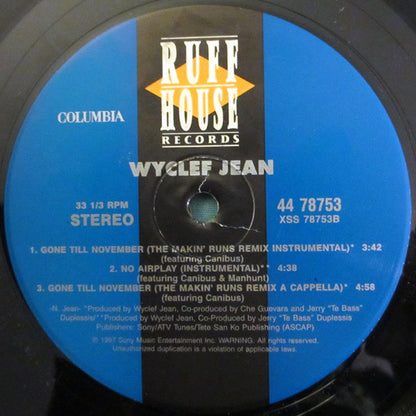 RUFF
HOUSE
RECORDS
COLUMBIA
WYCLEF JEAN
33 1/3 RPM
STEREO
44 78753
XSS 78753B
1. GONE TILL NOVEMBER (THE MAKIN' RUNS REMIX INSTRUMENTAL)* 3:42
(featuring Canibus)
2. NO AIRPLAY (INSTRUMENTAL)** 4:38
(featuring Canibus & Manhunt)
3. GONE TILL NOVEMBER (THE MAKIN' RUNS REMIX A CAPPELLA)* 4:58
(featuring Canibus)
-N. Jean- *Produced by Wyclef Jean, Co-produced by Che Guevara and Jerry "Te Bass"
Duplessis/**Produced by Wyclef Jean, Co-Produced by Jerry "Te Bass" Duplessis
Publishers: Sony/ATV Tunes/Tete San Ko Publishing (ASCAP)
© 1997 Sony Music Entertainment Inc. WARNING: All rights reserved.
Unauthorized duplication is a violation of applicable laws.